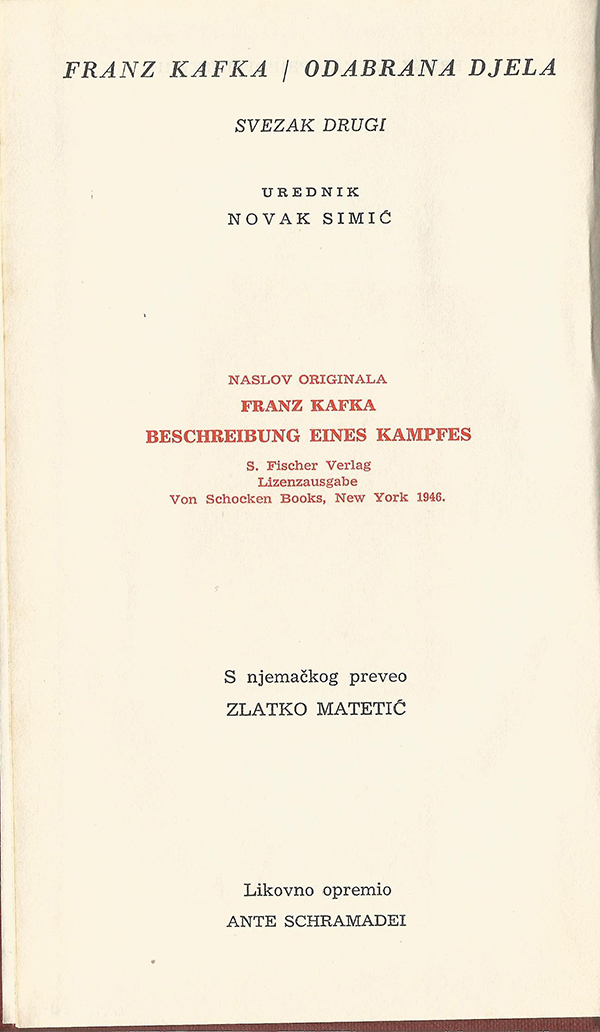 FRANZ KAFKA / ODABRANA DJELA
SVEZAK DRUGI
UREDNIK
NOVAK SIMIĆ
NASLOV ORIGINALA
FRANZ KAFKA
BESCHREIBUNG EINES KAMPFES
S. Fischer Verlag
Lizenzausgabe
Von Schocken Books, New York 1946.
S njemačkog preveo
ZLATKO MATETIĆ
Likovno opremio
ANTE SCHRAMADEI